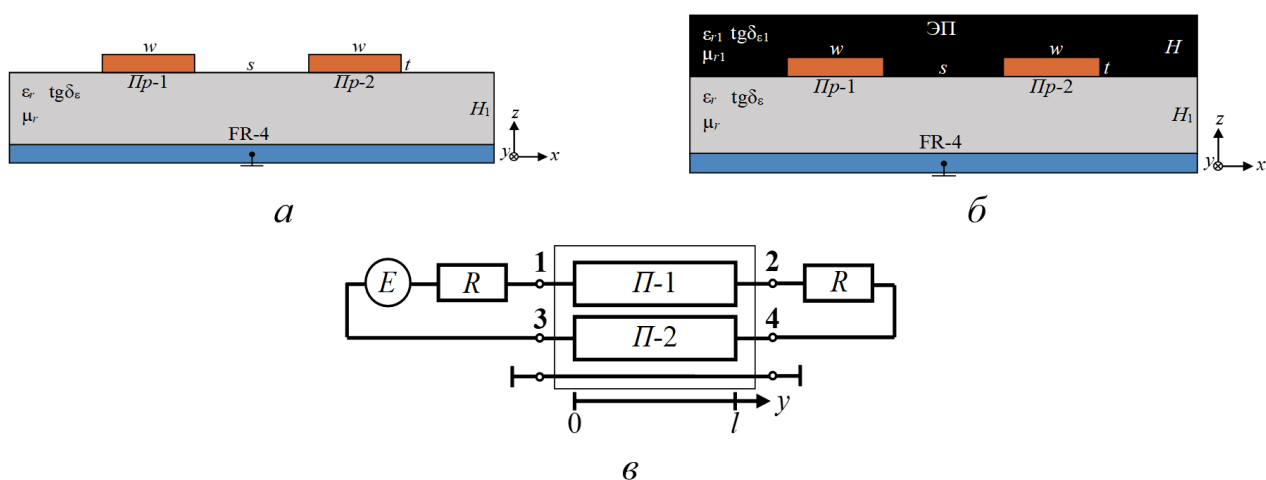 w w
s t
Пр-1 Пр-2
εr tgδε
μr
H1
FR-4
z
y x
а
ЭП
εr1 tgδε1
μr1
H
w w
s t
Пр-1 Пр-2
εr tgδε
μr
H1
FR-4
z
y x
б
1 2
E R П-1 R
3 4
П-2
0 l y
в